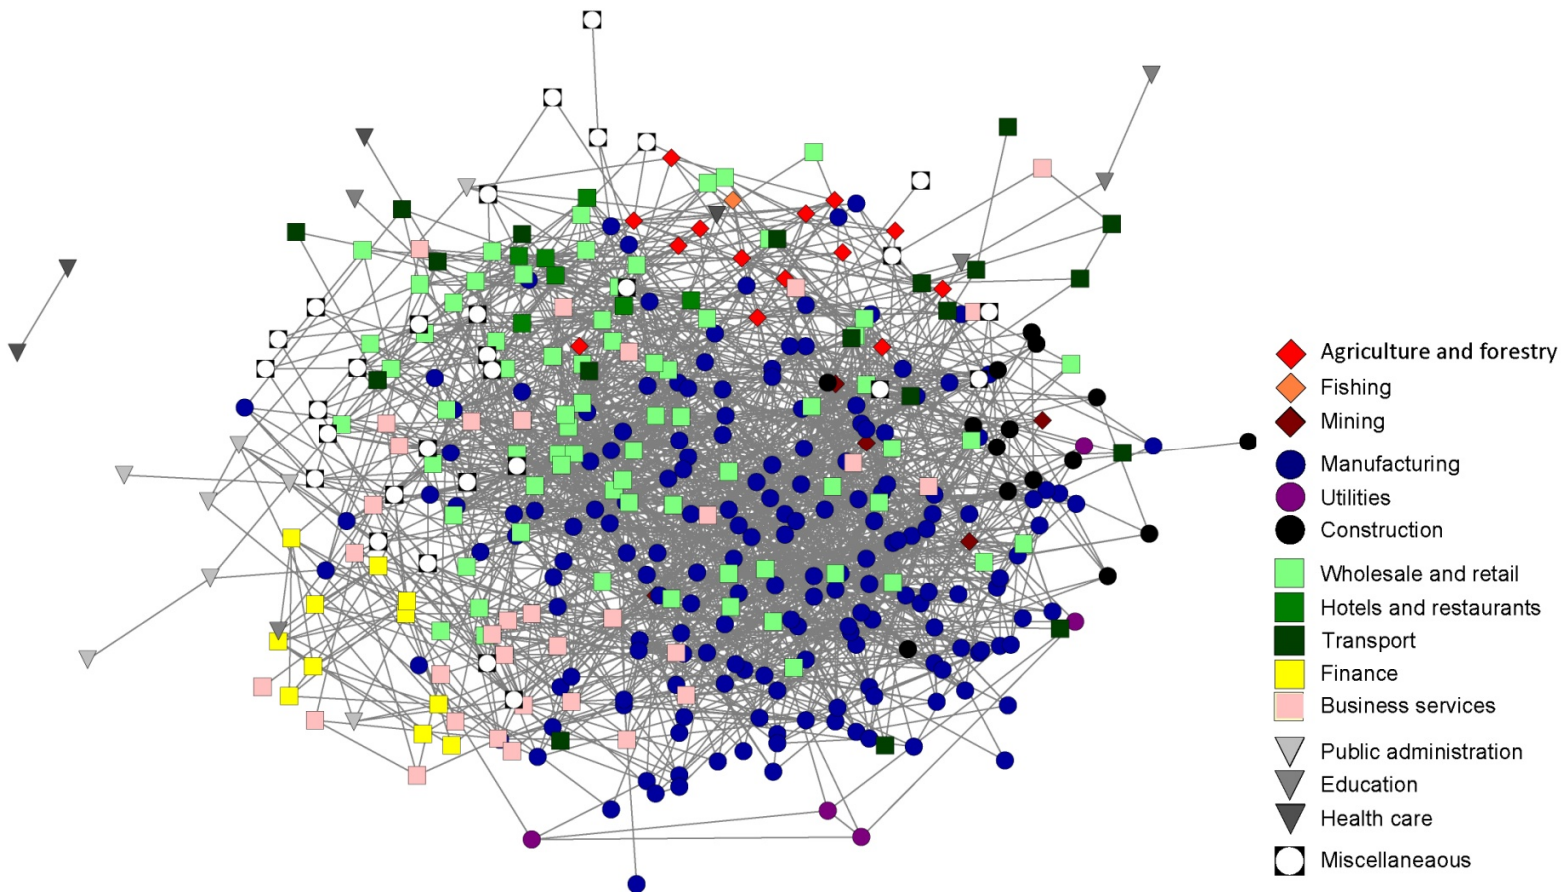 Agriculture and forestry
Fishing
Mining
Manufacturing
Utilities
Construction
Wholesale and retail
Hotels and restaurants
Transport
Finance
Business services
Public administration
Education
Health care
Miscellaneaous